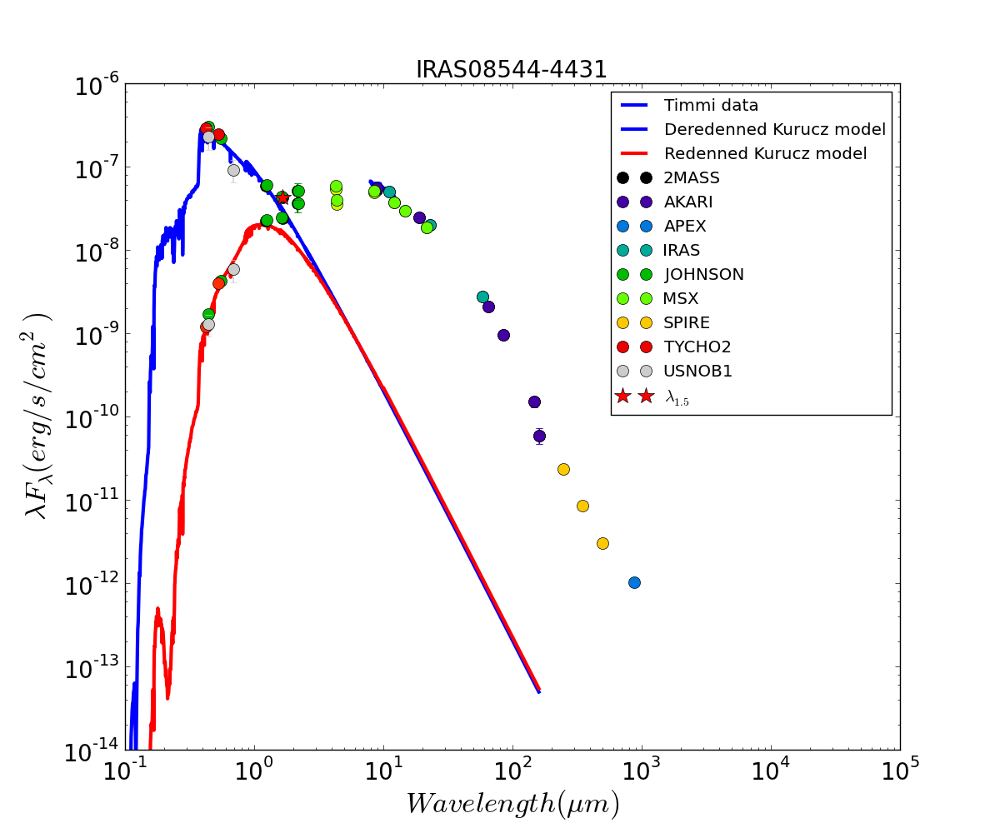 IRAS08544-4431
10^-6
10^-7
10^-8
10^-9
10^-10
10^-11
10^-12
10^-13
10^-14
λF_λ(erg/s/cm^2 )
Timmi data
Deredenned Kurucz model
Redenned Kurucz model
2MASS
AKARI
APEX
IRAS
JOHNSON
MSX
SPIRE
TYCHO2
USNOB1
λ_1.5
10^-1 10^0 10^1 10^2 10^3 10^4 10^5
Wavelength(μm)